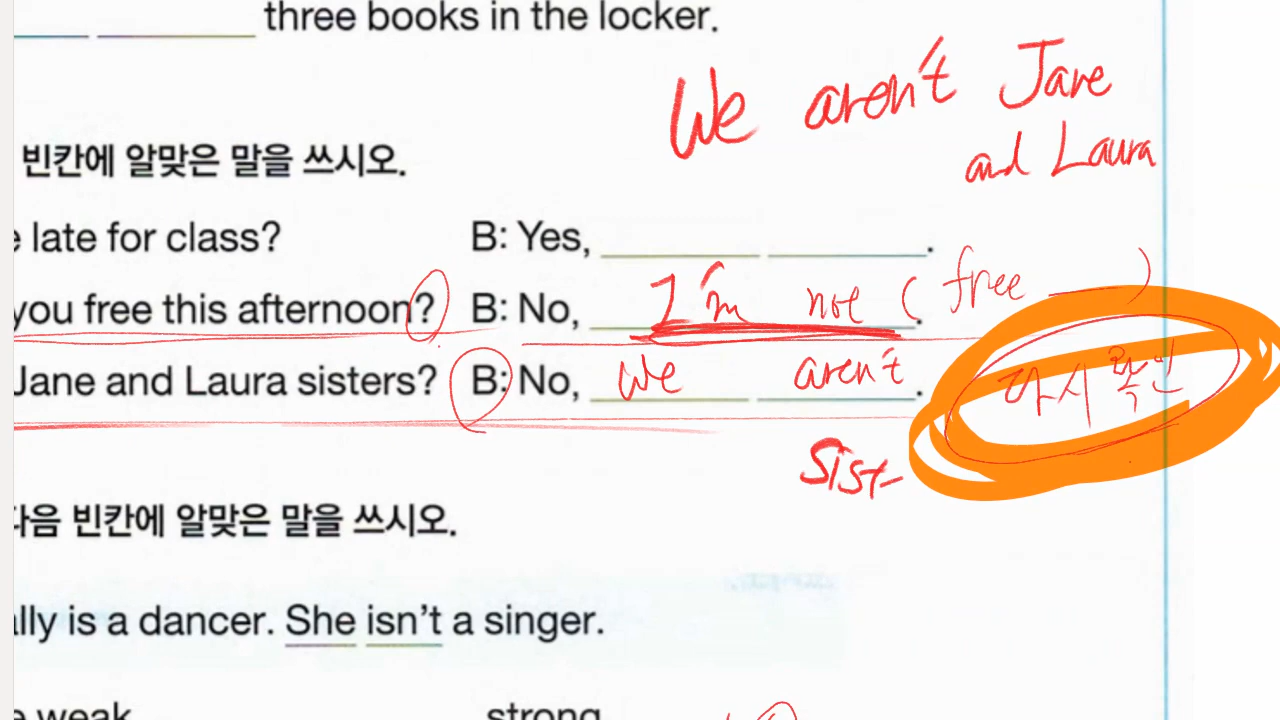 three books in the locker.
We aren't Jane
and Laura
빈칸에 알맞은 말을 쓰시오.
e late for class? B: Yes, .
you free this afternoon? B: No, I'm not ( free )
Jane and Laura sisters? B: No, we aren't. 다시 확인
Sist
다음 빈칸에 알맞은 말을 쓰시오.
ally is a dancer. She isn't a singer.
e weak strong